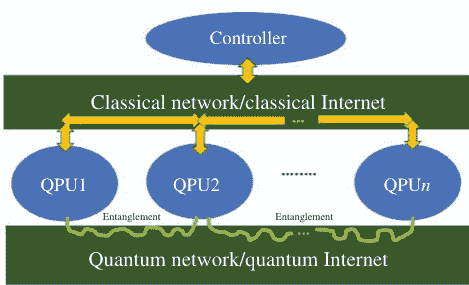 Controller
Classical network/classical Internet
...
QPU1
QPU2
.........
QPUn
Entanglement
Entanglement
...
Quantum network/quantum Internet